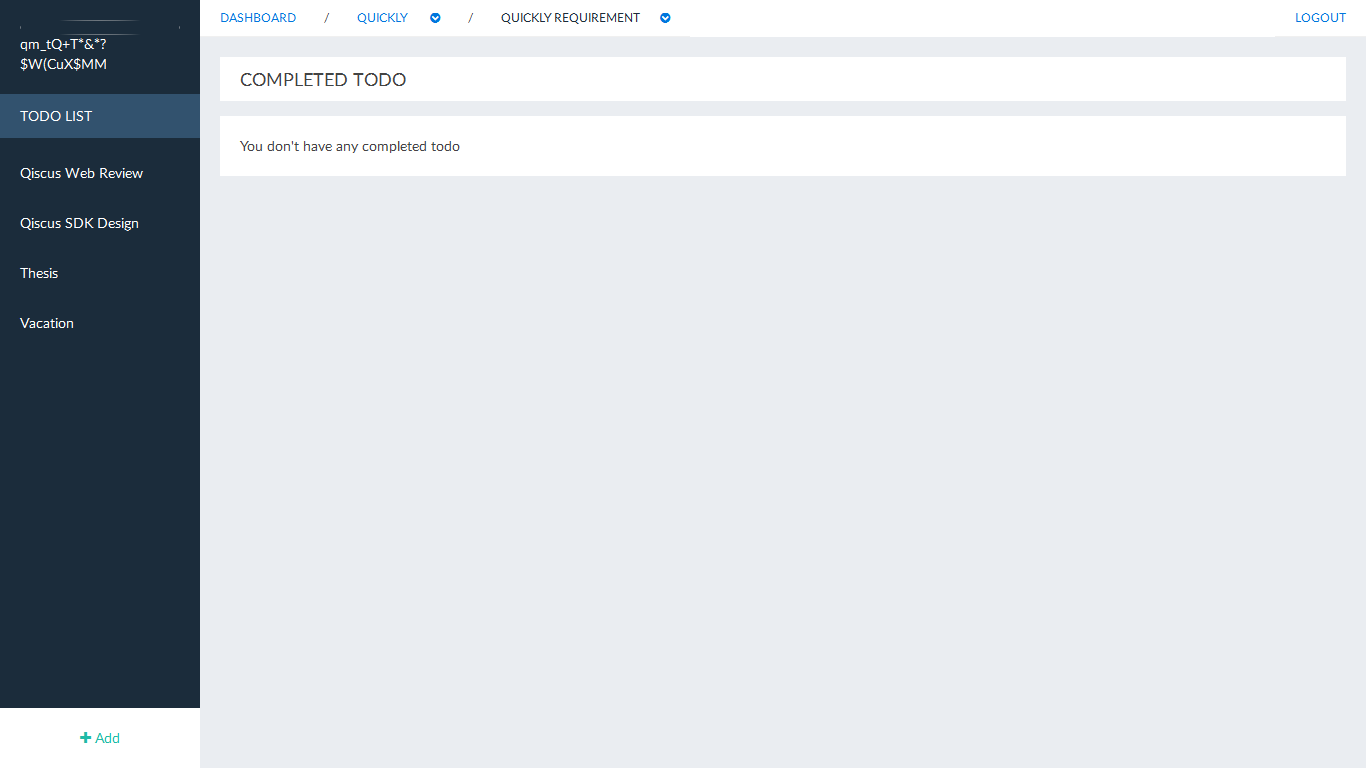 DASHBOARD / QUICKLY / QUICKLY REQUIREMENT LOGOUT
qm_tQ+T*&*?
$W(CuX$MM
TODO LIST
Qiscus Web Review
Qiscus SDK Design
Thesis
Vacation
+ Add
COMPLETED TODO
You don't have any completed todo